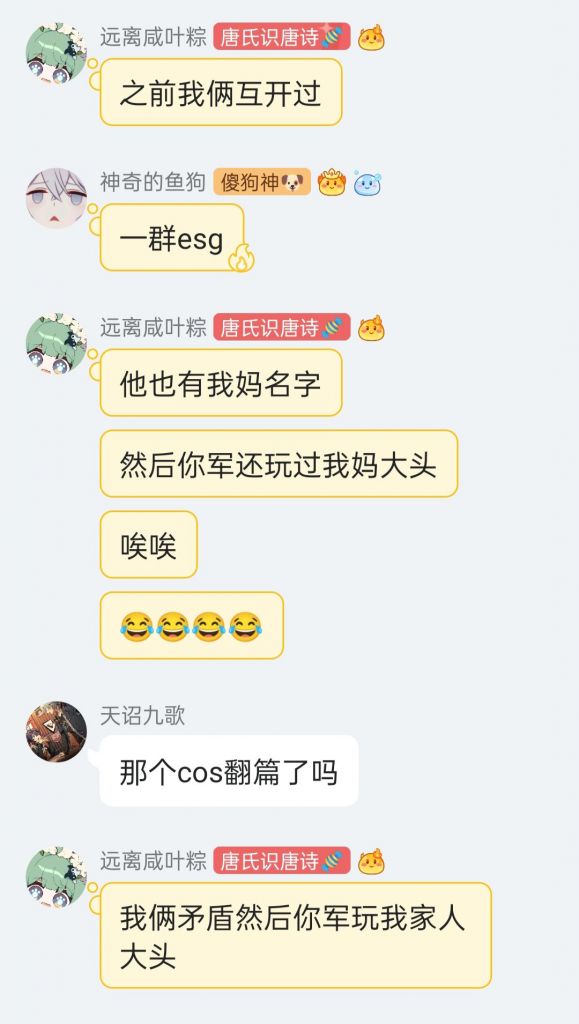 远离咸叶粽 唐氏识唐诗
之前我俩互开过
神奇的鱼狗 傻狗神
一群esg
远离咸叶粽 唐氏识唐诗
他也有我妈名字
然后你军还玩过我妈大头
唉唉
😂😂😂😂
天诏九歌
那个cos翻篇了吗
远离咸叶粽 唐氏识唐诗
我俩矛盾然后你军玩我家人
大头